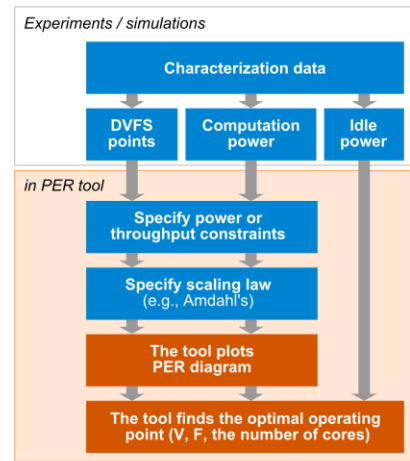 Experiments / simulations
Characterization data
DVFS
points
Computation
power
Idle
power
in PER tool
Specify power or
throughput constraints
Specify scaling law
(e.g., Amdahl's)
The tool plots
PER diagram
The tool finds the optimal operating
point (V, F, the number of cores)